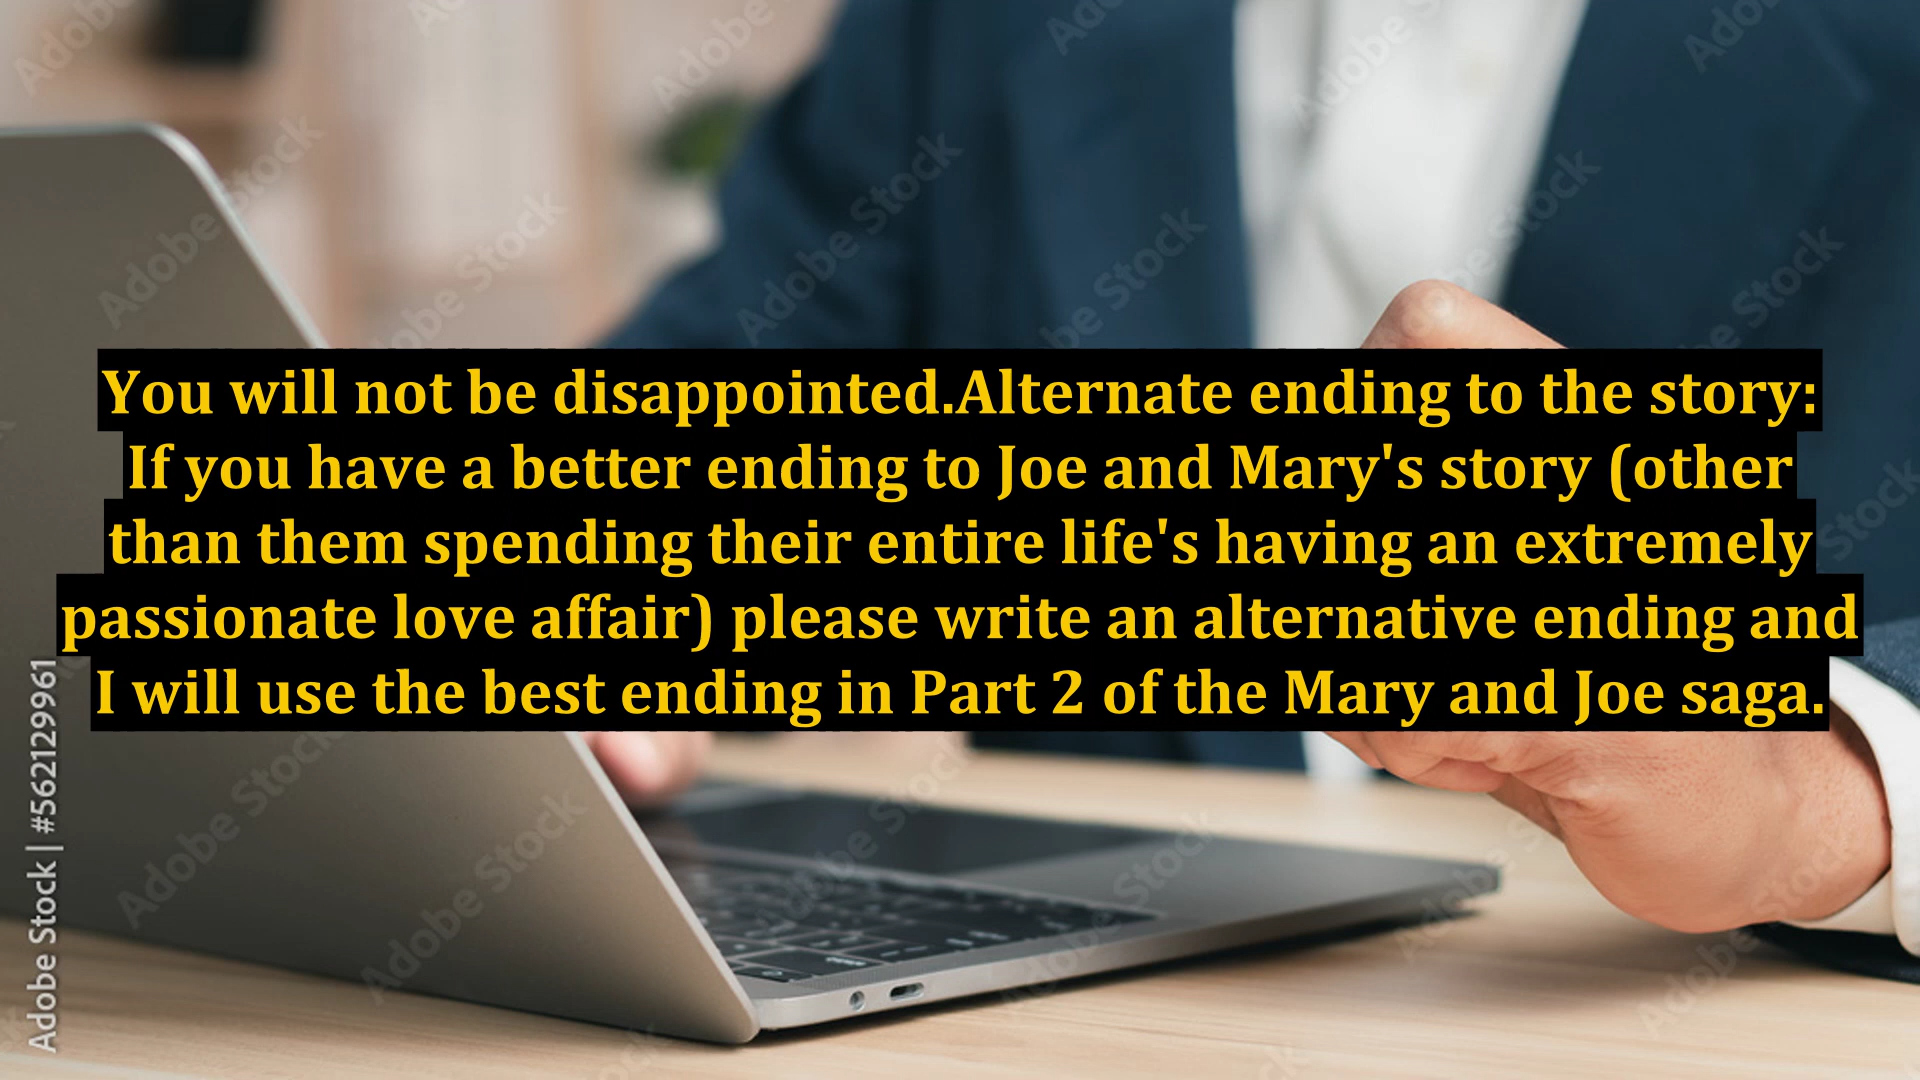 You will not be disappointed.Alternate ending to the story:
If you have a better ending to Joe and Mary's story (other
than them spending their entire life's having an extremely
passionate love affair) please write an alternative ending and
I will use the best ending in Part 2 of the Mary and Joe saga.
Adobe Stock | #562129961
Adobe Stock